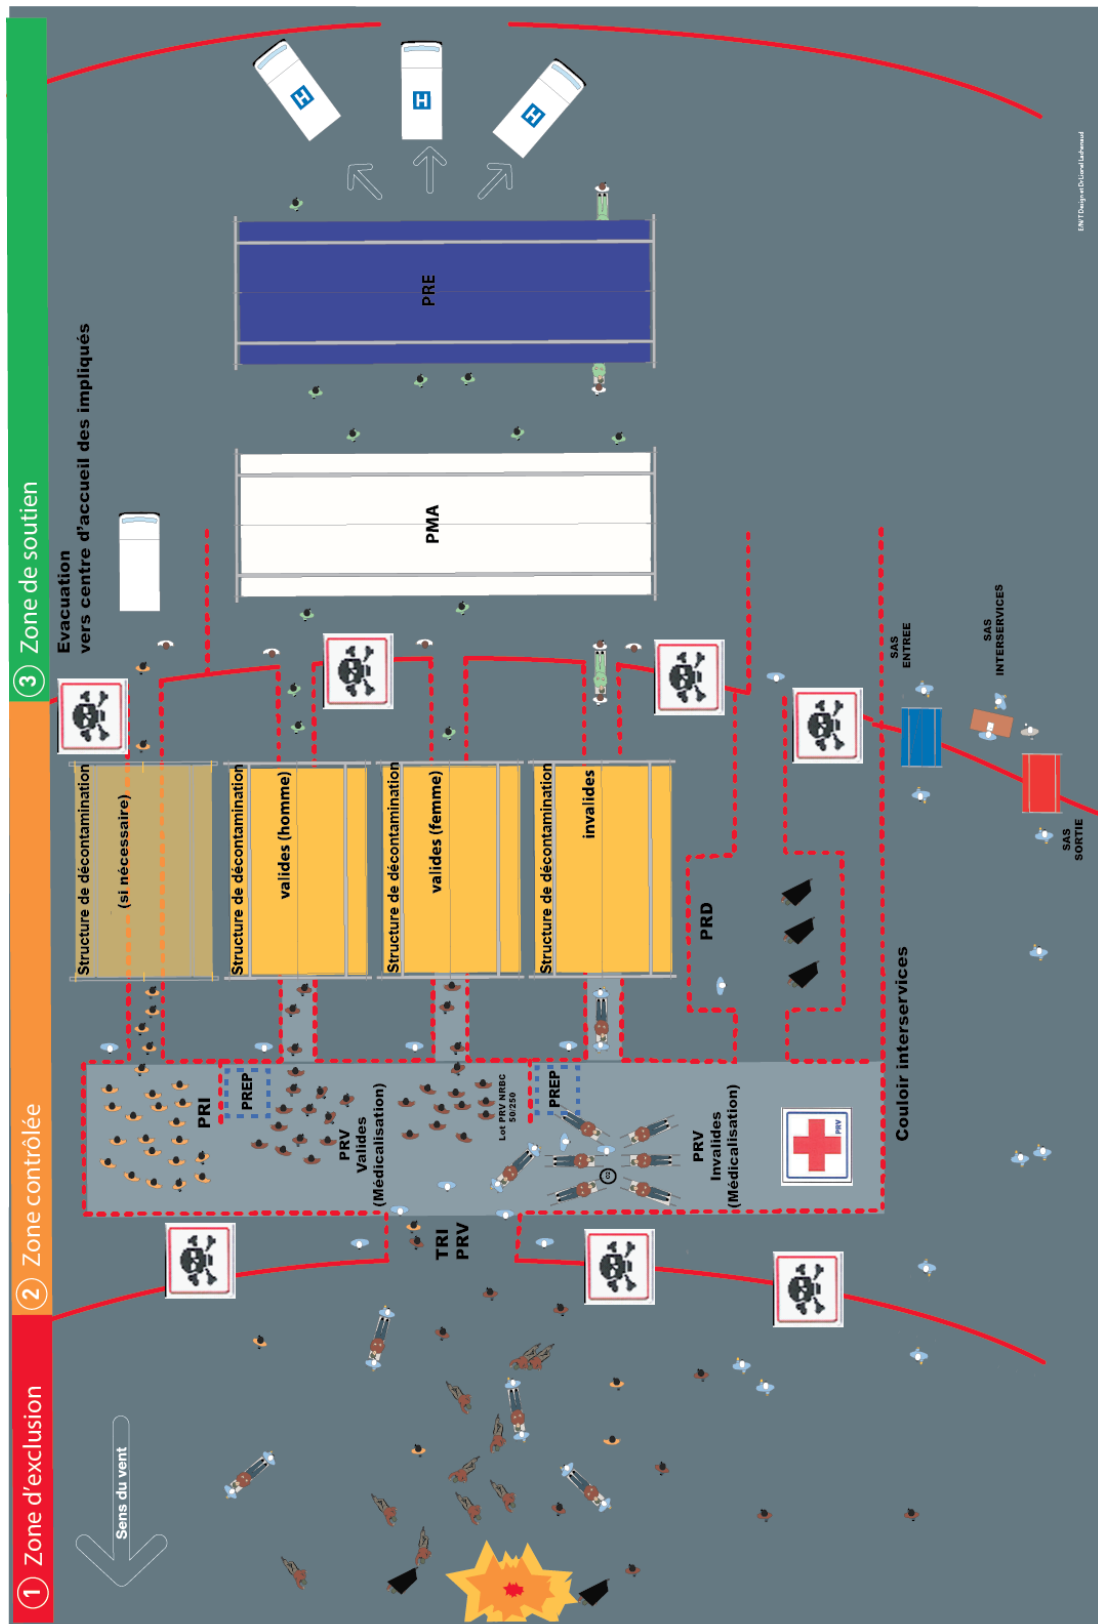 ① Zone d'exclusion
② Zone contrôlée
③ Zone de soutien
Sens du vent
TRI
PRV
PRI
PREP
PRV
Valides
(Médicalisation)
Lot PRV NRBC
50/250
PREP
PRV
Invalides
(Médicalisation)
PRV
Structure de décontamination
(si nécessaire)
Structure de décontamination
valides (homme)
Structure de décontamination
valides (femme)
Structure de décontamination
invalides
PRD
Couloir interservices
SAS
ENTREE
SAS
INTERSERVICES
SAS
SORTIE
Evacuation
vers centre d'accueil des impliqués
PMA
PRE
H
H
H